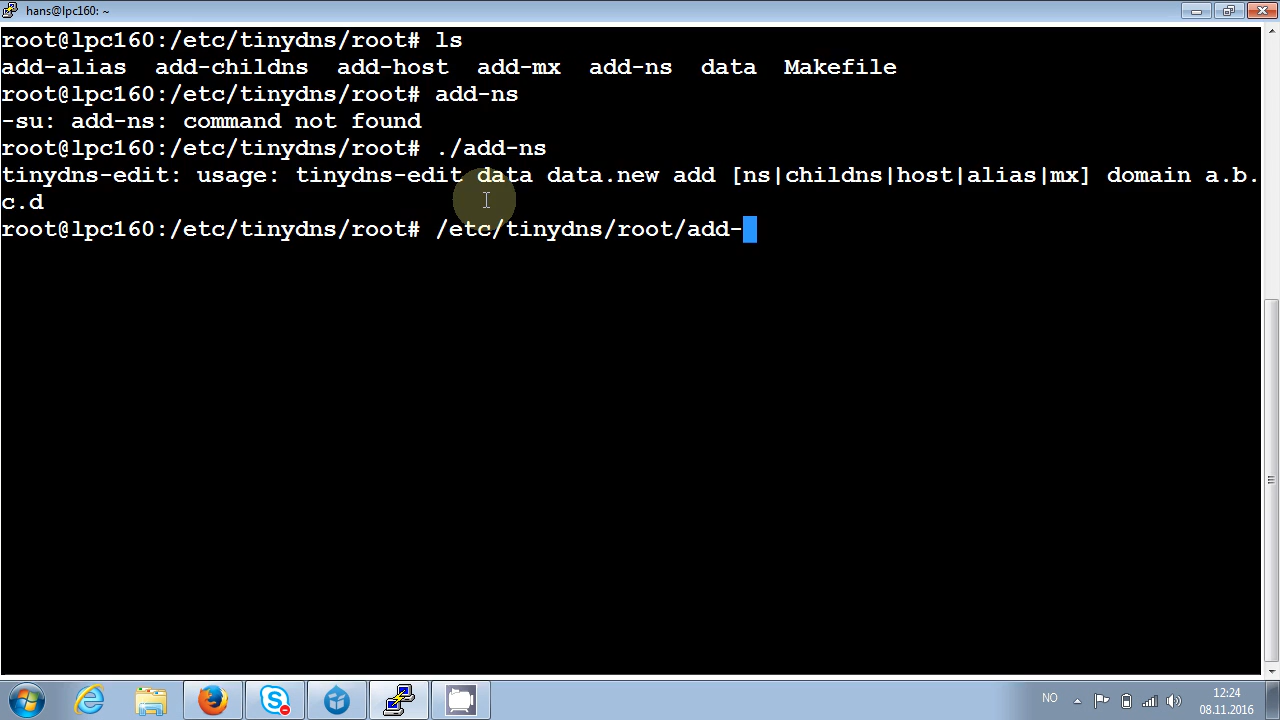 hans@lpc160: ~
root@lpc160:/etc/tinydns/root# ls
add-alias  add-childns  add-host  add-mx  add-ns  data  Makefile
root@lpc160:/etc/tinydns/root# add-ns
-su: add-ns: command not found
root@lpc160:/etc/tinydns/root# ./add-ns
tinydns-edit: usage: tinydns-edit data data.new add [ns|childns|host|alias|mx] domain a.b.
c.d
root@lpc160:/etc/tinydns/root# /etc/tinydns/root/add-
NO
12:24
08.11.2016